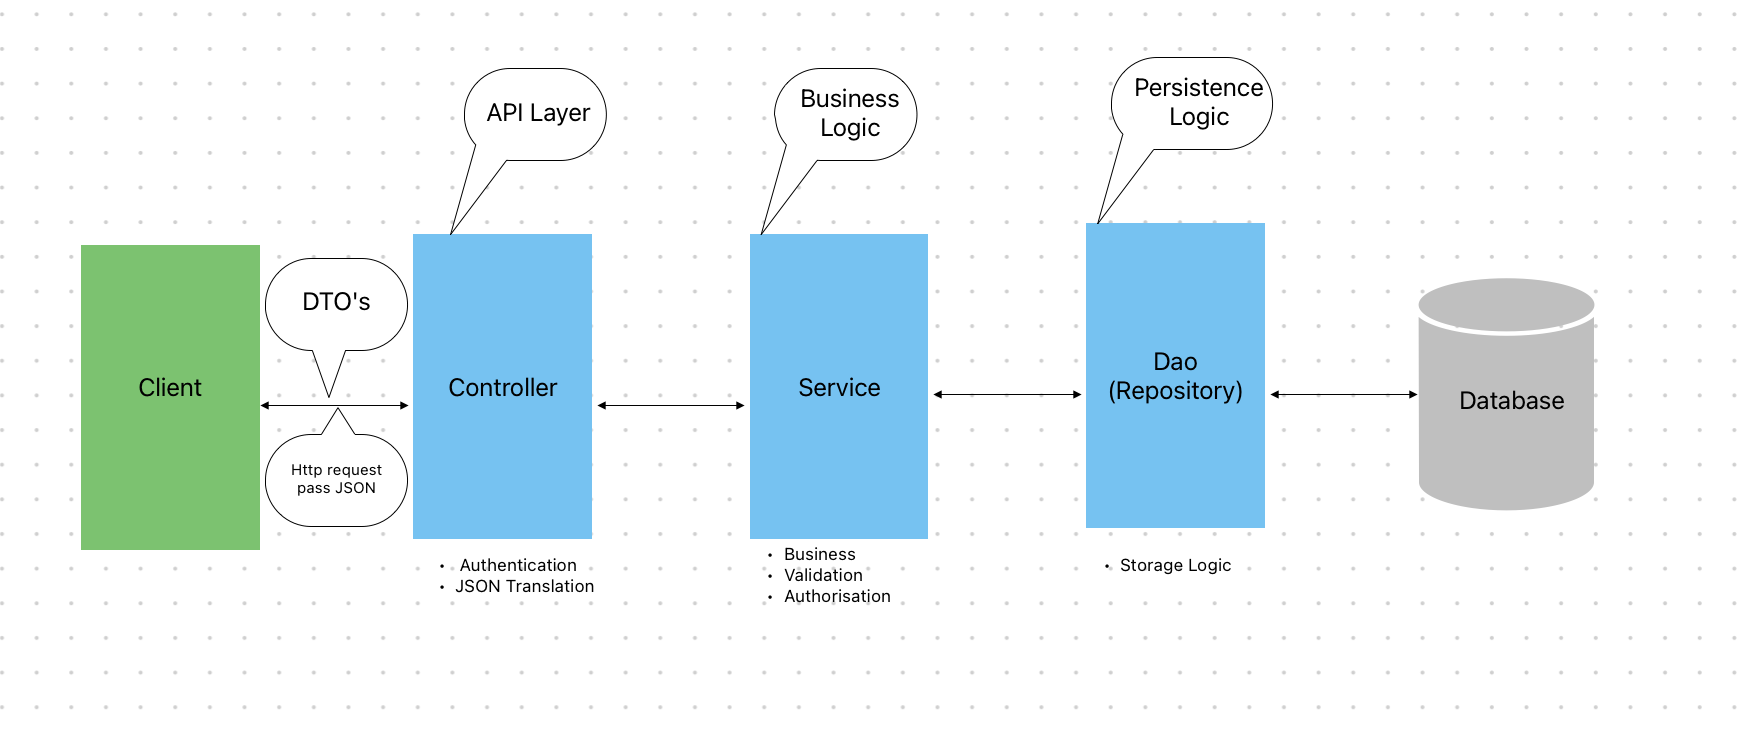 API Layer
Business
Logic
Persistence
Logic
DTO's
Client
Http request
pass JSON
Controller
Service
Dao
(Repository)
Database
• Authentication
• JSON Translation
• Business
• Validation
• Authorisation
• Storage Logic